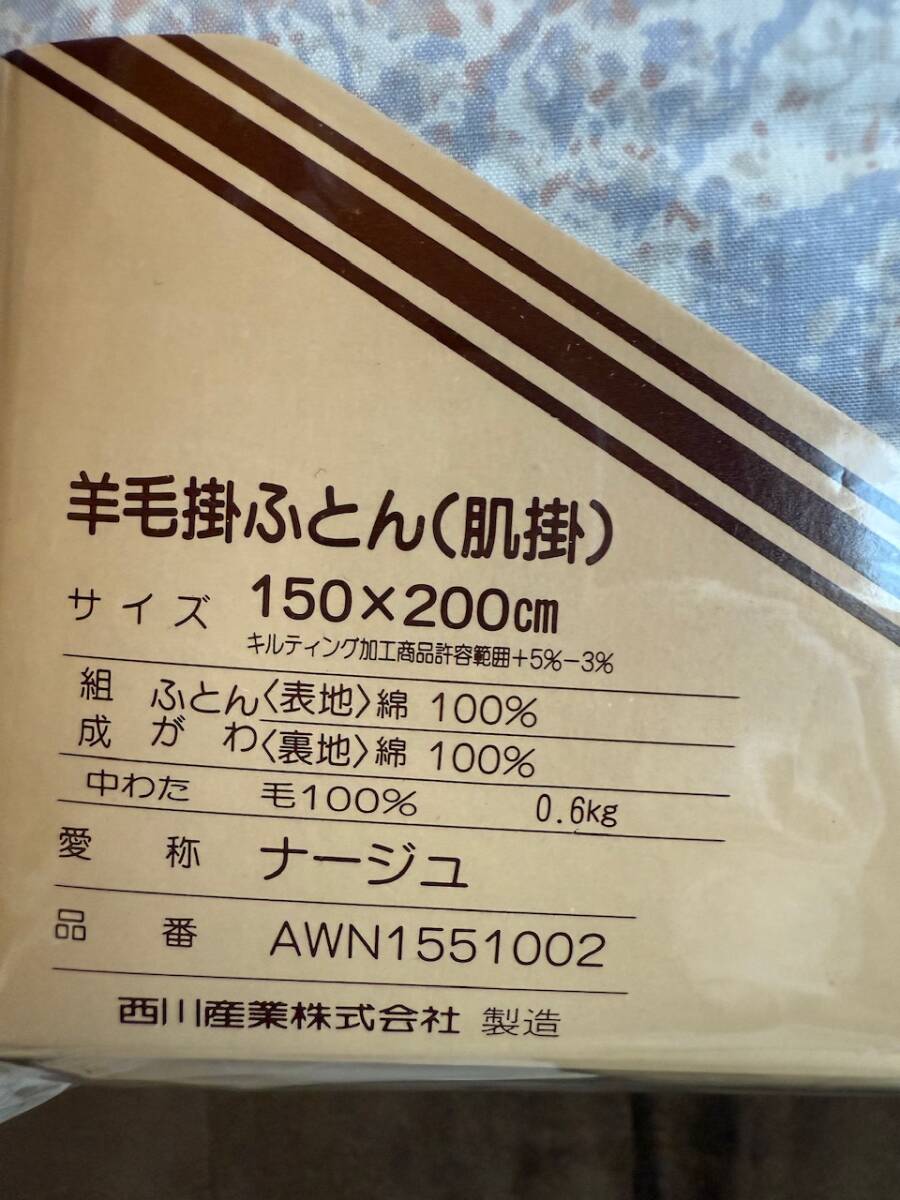 羊毛掛ふとん(肌掛)
サイズ 150×200cm
キルティング加工商品許容範囲+5%-3%
組成 ふとんがわ 〈表地〉綿 100%
〈裏地〉綿 100%
中わた 毛100% 0.6kg
愛称 ナージュ
品番 AWN1551002
西川産業株式会社 製造